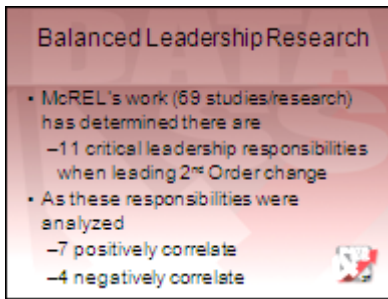 Balanced Leadership Research
• McREL's work (69 studies/research)
has determined there are
–11 critical leadership responsibilities
when leading 2nd Order change
• As these responsibilities were
analyzed
–7 positively correlate
–4 negatively correlate